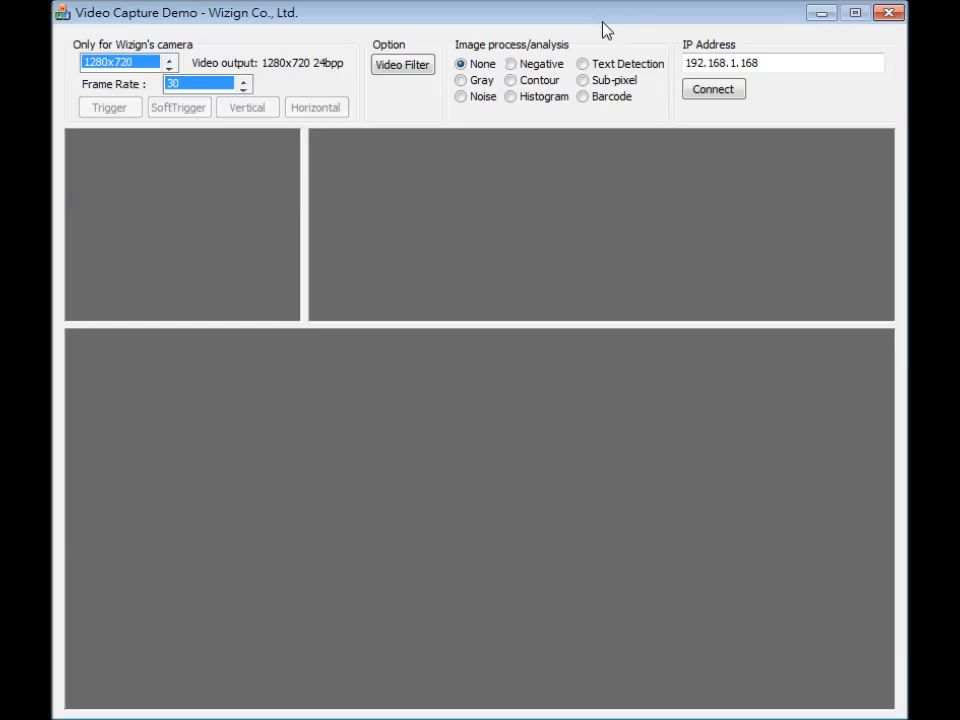 Video Capture Demo - Wizign Co., Ltd.
Only for Wizign's camera
1280x720
Video output: 1280x720 24bpp
Frame Rate :
30
Trigger
SoftTrigger
Vertical
Horizontal
Option
Video Filter
Image process/analysis
None
Negative
Text Detection
Gray
Contour
Sub-pixel
Noise
Histogram
Barcode
IP Address
192.168.1.168
Connect